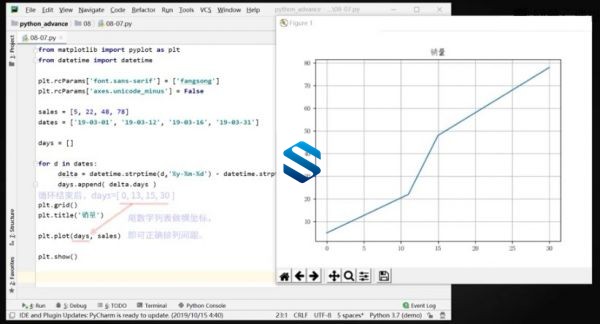 File Edit View Navigate Code Refactor Run Tools VCS Window Help python_advance ...\08-07.py
python_advance 08 08-07.py
1: Project
08-07.py
from matplotlib import pyplot as plt
from datetime import datetime
plt.rcParams['font.sans-serif'] = ['fangsong']
plt.rcParams['axes.unicode_minus'] = False
sales = [5, 22, 48, 78]
dates = ['19-03-01', '19-03-12', '19-03-16', '19-03-31']
days = []
for d in dates:
delta = datetime.strptime(d,'%y-%m-%d') - datetime.strp
days.append( delta.days )
循环结束后，days=[ 0, 13, 15, 30 ]
plt.grid()
plt.title('销量')
用数字列表做横坐标，
plt.plot(days, sales)
即可正确排列间距。
plt.show()
7: Structure
2: Favorites
4: Run 5: Debug 6: TODO Terminal Python Console Event Log
IDE and Plugin Updates: PyCharm is ready to update. (2019/10/15 4:40) 23:1 CRLF UTF-8 5 spaces* Python 3.7 (demo)
Figure 1
销量
80
70
60
50
40
30
20
10
0 5 10 15 20 25 30